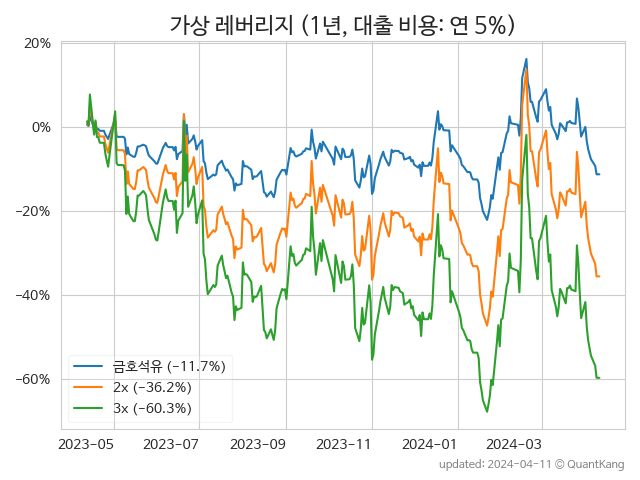 가상 레버리지 (1년, 대출 비용: 연 5%)
20%
0%
−20%
−40%
−60%
금호석유 (−11.7%)
2x (−36.2%)
3x (−60.3%)
2023-05 2023-07 2023-09 2023-11 2024-01 2024-03
updated: 2024-04-11 © QuantKang